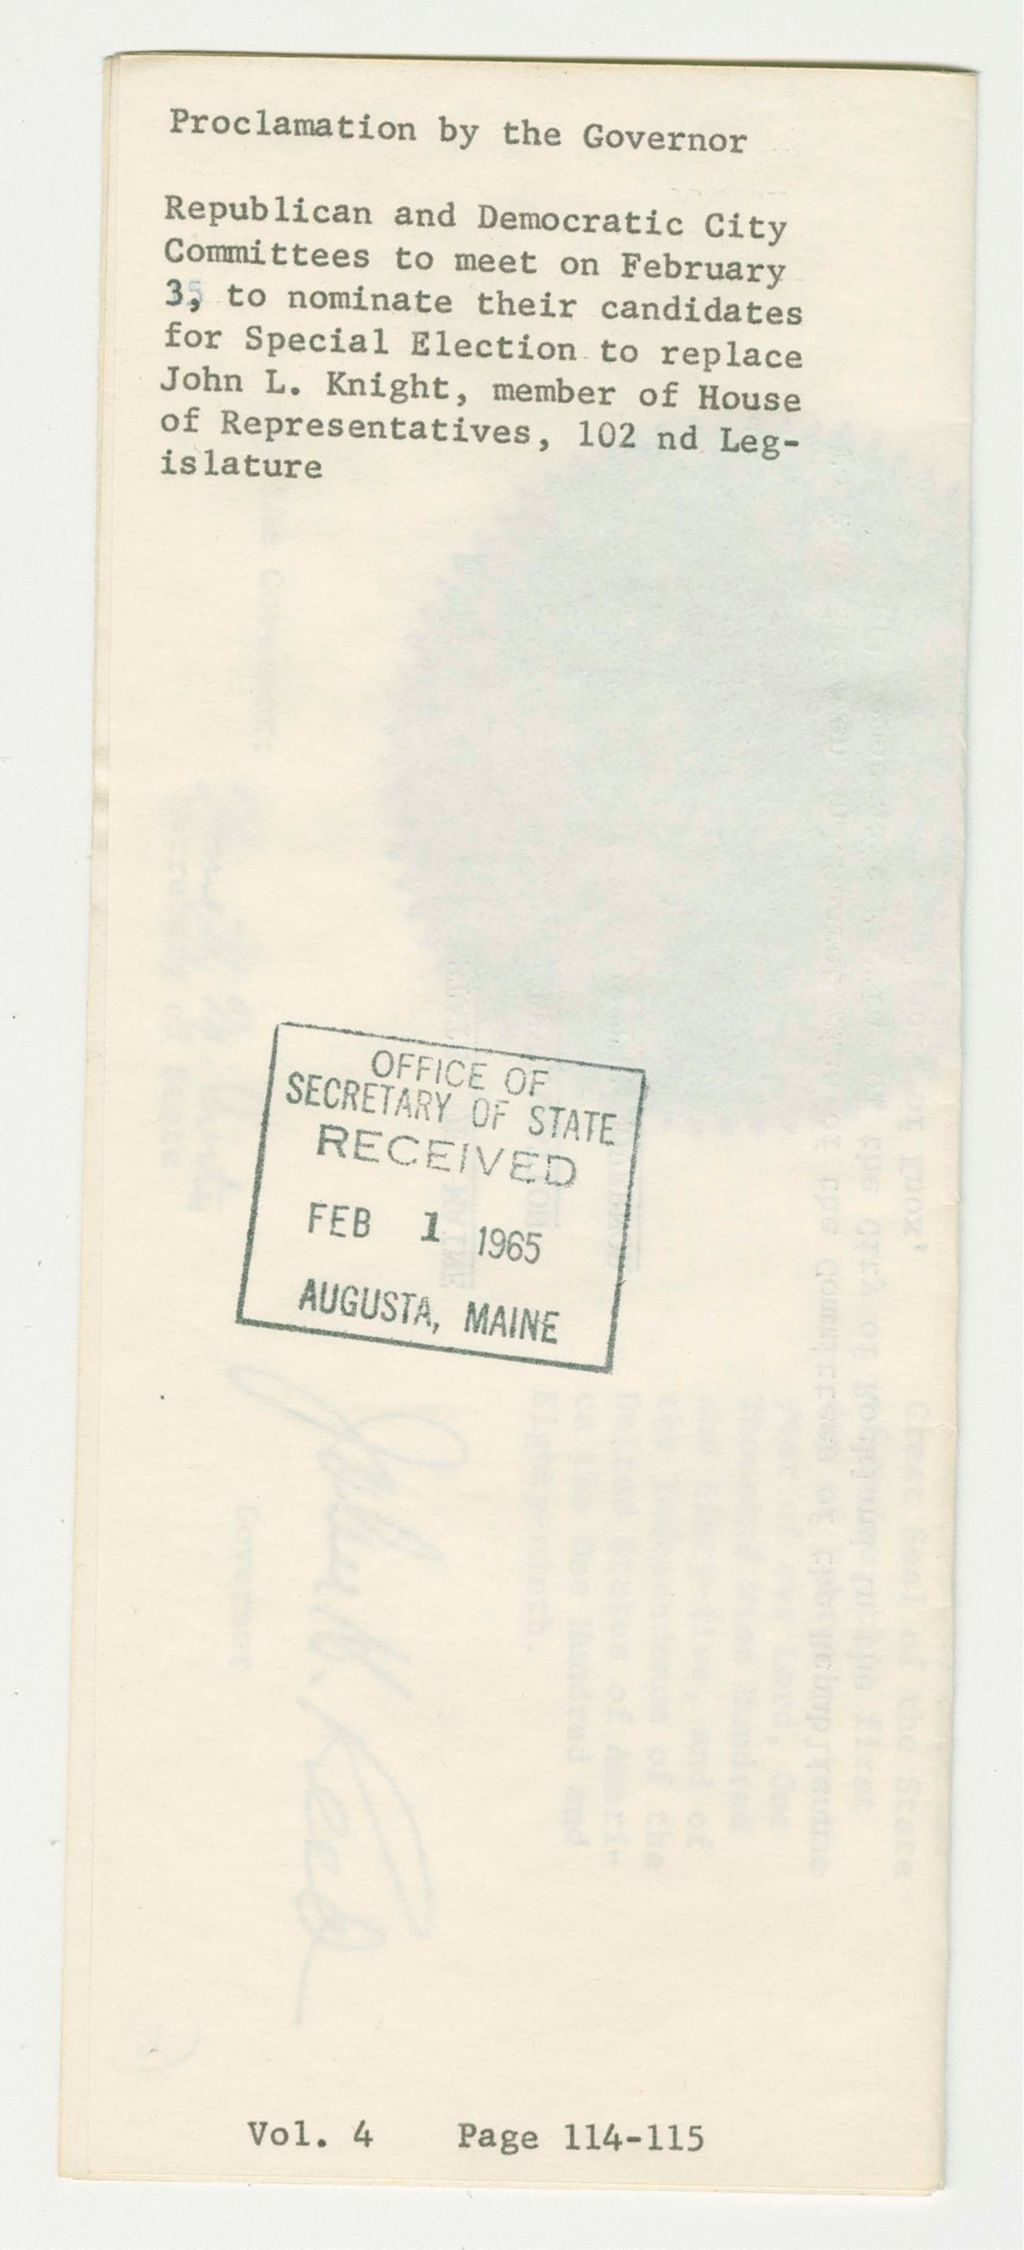 Proclamation by the Governor
Republican and Democratic City
Committees to meet on February
3, to nominate their candidates
for Special Election to replace
John L. Knight, member of House
of Representatives, 102 nd Leg-
islature
OFFICE OF
SECRETARY OF STATE
RECEIVED
FEB 1 1965
AUGUSTA, MAINE
Vol. 4 Page 114-115